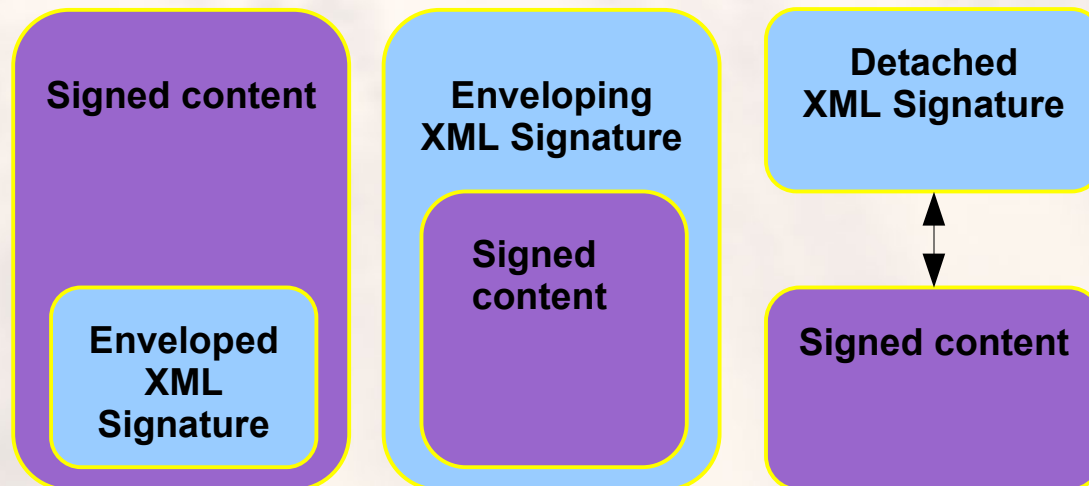 Signed content
Enveloped
XML
Signature
Enveloping
XML Signature
Signed
content
Detached
XML Signature
Signed content